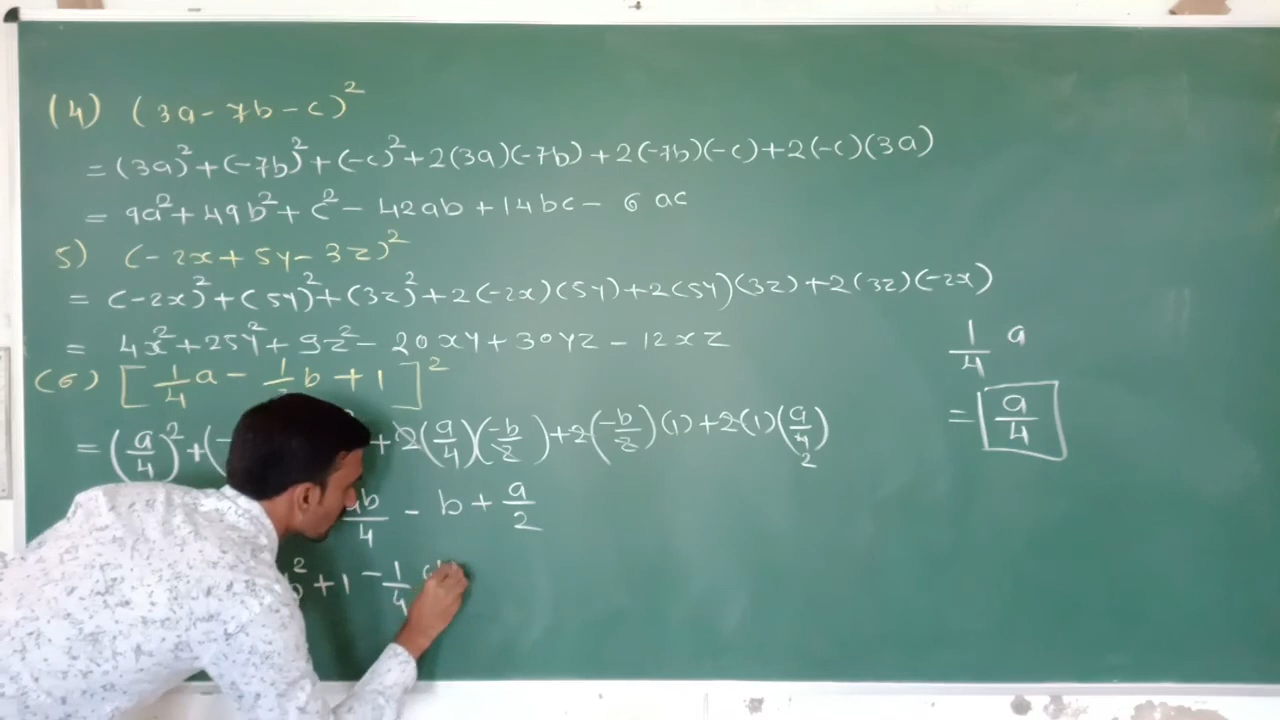 (4) (3a-7b-c)²
= (3a)²+(-7b)²+(-c)²+2(3a)(-7b)+2(-7b)(-c)+2(-c)(3a)
= 9a²+49b²+c²-42ab+14bc-6ac
5) (-2x+5y-3z)²
= (-2x)²+(5y)²+(3z)²+2(-2x)(5y)+2(5y)(3z)+2(3z)(-2x)
= 4x²+25y²+9z²-20xy+30yz-12xz
1/4 a
(6) [1/4 a - b+1]²
= a/4
= (a/4)²+( + 2(a/4)(-b/2)+2(-b/2)(1)+2(1)(a/4) 2
ab/4 - b + a/2
b²+1-1/4